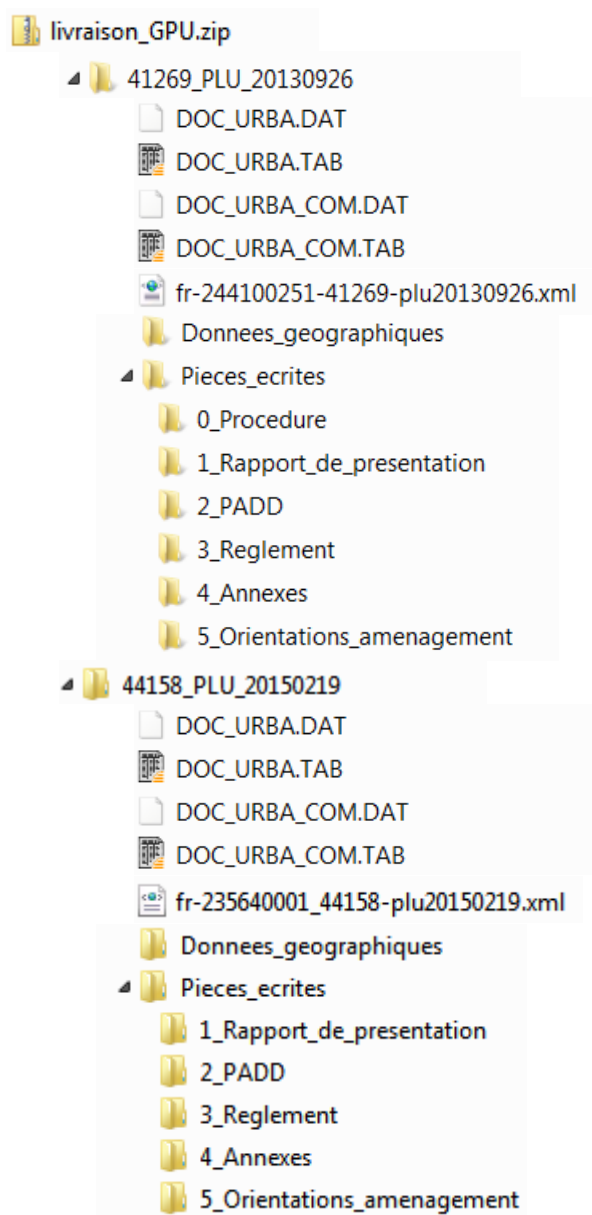 livraison_GPU.zip
41269_PLU_20130926
DOC_URBA.DAT
DOC_URBA.TAB
DOC_URBA_COM.DAT
DOC_URBA_COM.TAB
fr-244100251-41269-plu20130926.xml
Donnees_geographiques
Pieces_ecrites
0_Procedure
1_Rapport_de_presentation
2_PADD
3_Reglement
4_Annexes
5_Orientations_amenagement
44158_PLU_20150219
DOC_URBA.DAT
DOC_URBA.TAB
DOC_URBA_COM.DAT
DOC_URBA_COM.TAB
fr-235640001_44158-plu20150219.xml
Donnees_geographiques
Pieces_ecrites
1_Rapport_de_presentation
2_PADD
3_Reglement
4_Annexes
5_Orientations_amenagement